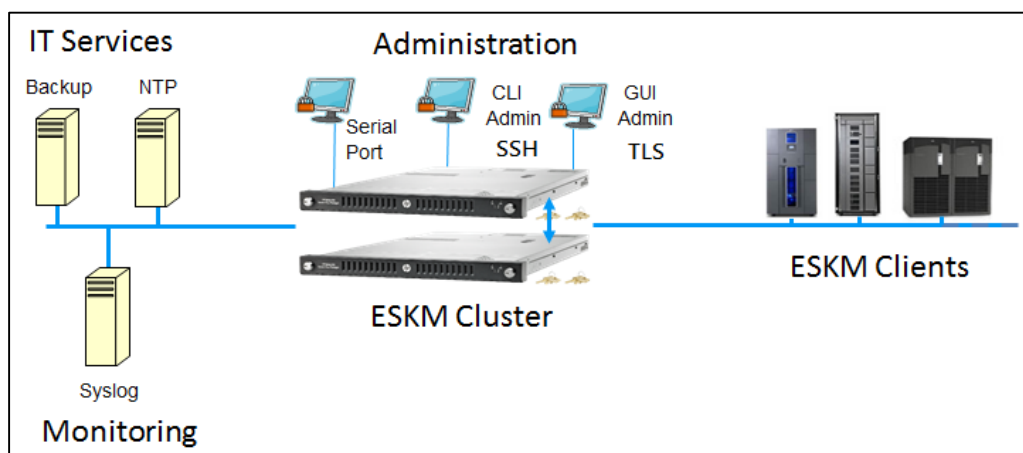 IT Services
Administration
Backup
NTP
Serial
Port
CLI
Admin
SSH
GUI
Admin
TLS
ESKM Clients
ESKM Cluster
Syslog
Monitoring